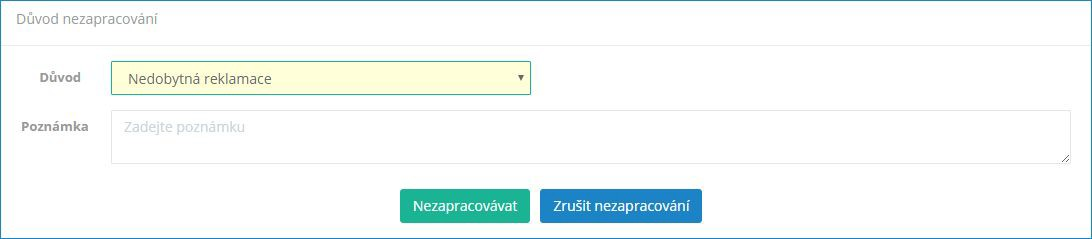 Důvod nezapracování
Důvod
Nedobytná reklamace
Poznámka
Zadejte poznámku
Nezapracovávat
Zrušit nezapracování